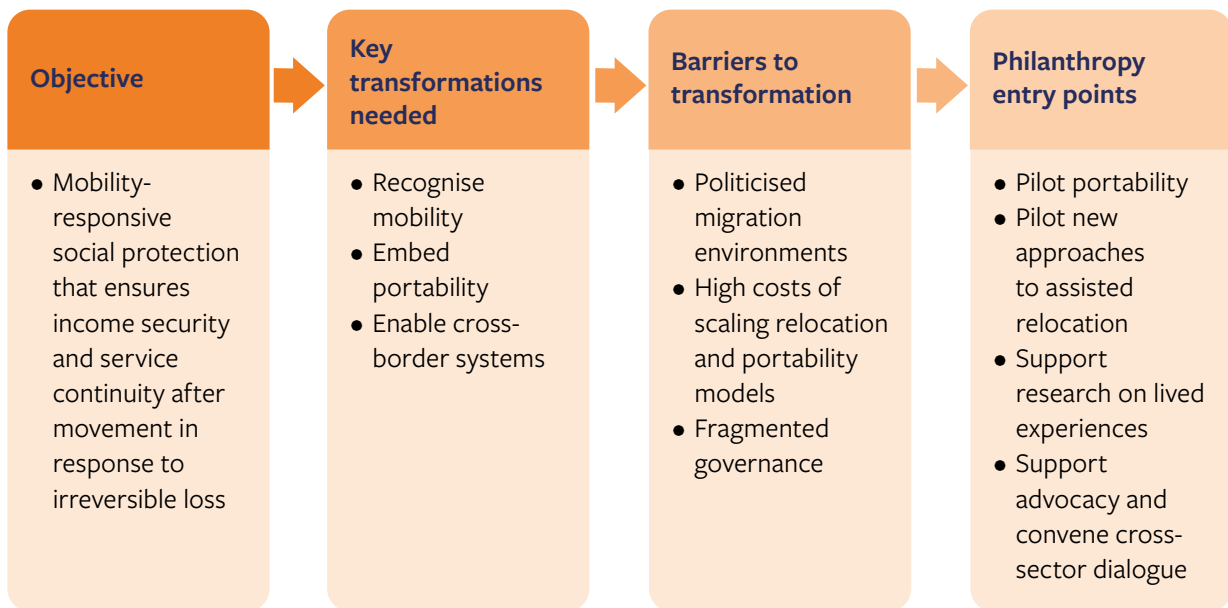 Objective
• Mobility-
responsive
social protection
that ensures
income security
and service
continuity after
movement in
response to
irreversible loss
Key
transformations
needed
• Recognise
mobility
• Embed
portability
• Enable cross-
border systems
Barriers to
transformation
• Politicised
migration
environments
• High costs of
scaling relocation
and portability
models
• Fragmented
governance
Philanthropy
entry points
• Pilot portability
• Pilot new
approaches
to assisted
relocation
• Support
research on lived
experiences
• Support
advocacy and
convene cross-
sector dialogue